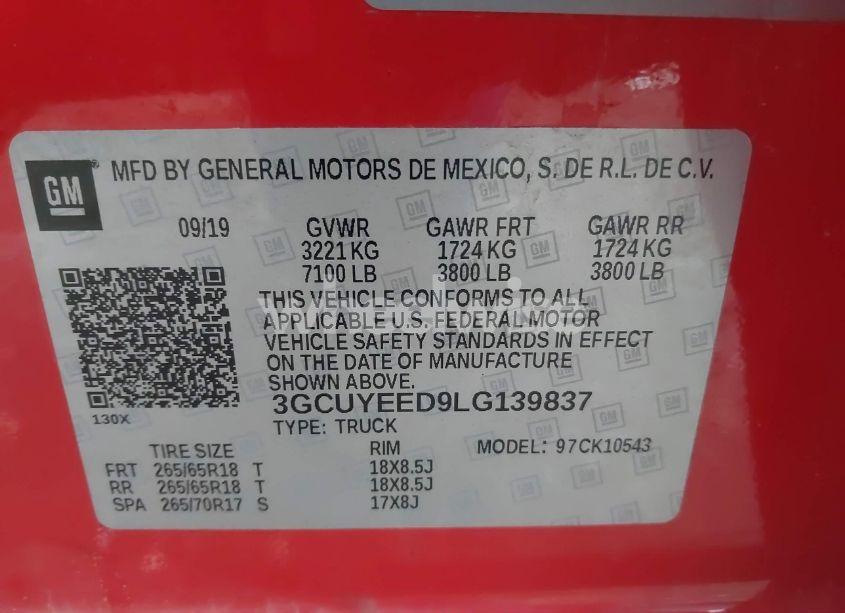 GM® MFD BY GENERAL MOTORS DE MEXICO, S. DE R.L. DE C.V.
09/19 GVWR GAWR FRT GAWR RR
3221 KG 1724 KG 1724 KG
7100 LB 3800 LB 3800 LB
THIS VEHICLE CONFORMS TO ALL
APPLICABLE U.S. FEDERAL MOTOR
VEHICLE SAFETY STANDARDS IN EFFECT
ON THE DATE OF MANUFACTURE
SHOWN ABOVE.
3GCUYEED9LG139837
130X
TYPE: TRUCK
TIRE SIZE RIM MODEL: 97CK10543
FRT 265/65R18 T 18X8.5J
RR 265/65R18 T 18X8.5J
SPA 265/70R17 S 17X8J